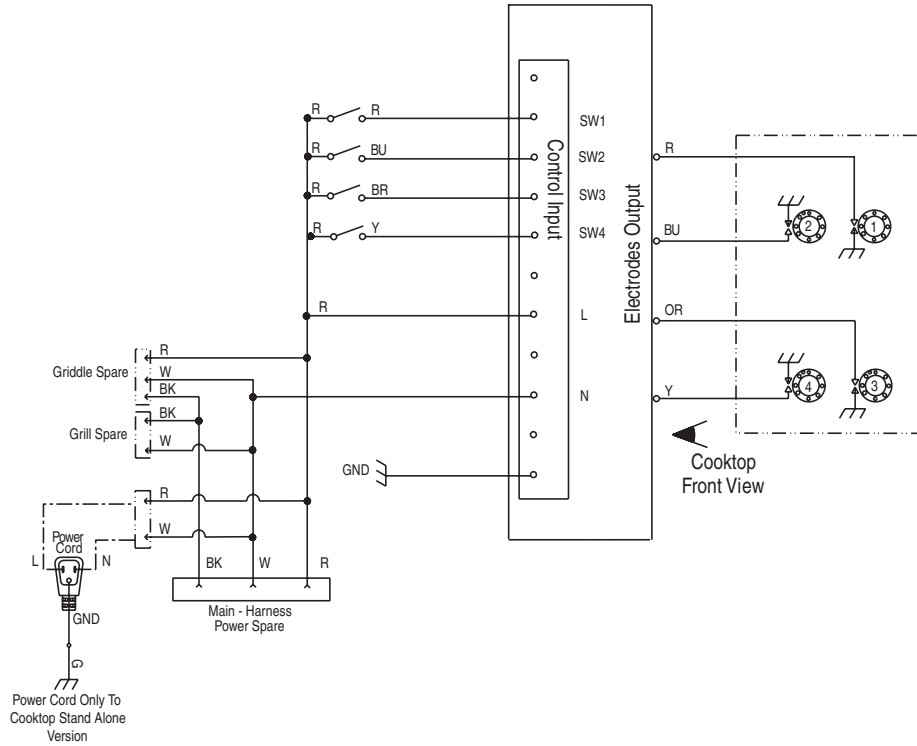 R R
SW1
R BU
SW2
R
R BR
SW3
R Y
SW4
Control Input
Electrodes Output
2 1
BU
R
L
OR
R
Griddle Spare
W
BK
N
Y
4 3
BK
Grill Spare
W
GND
Cooktop
Front View
R
W
Power
Cord
L N
BK W R
Main - Harness
Power Spare
GND
G
Power Cord Only To
Cooktop Stand Alone
Version